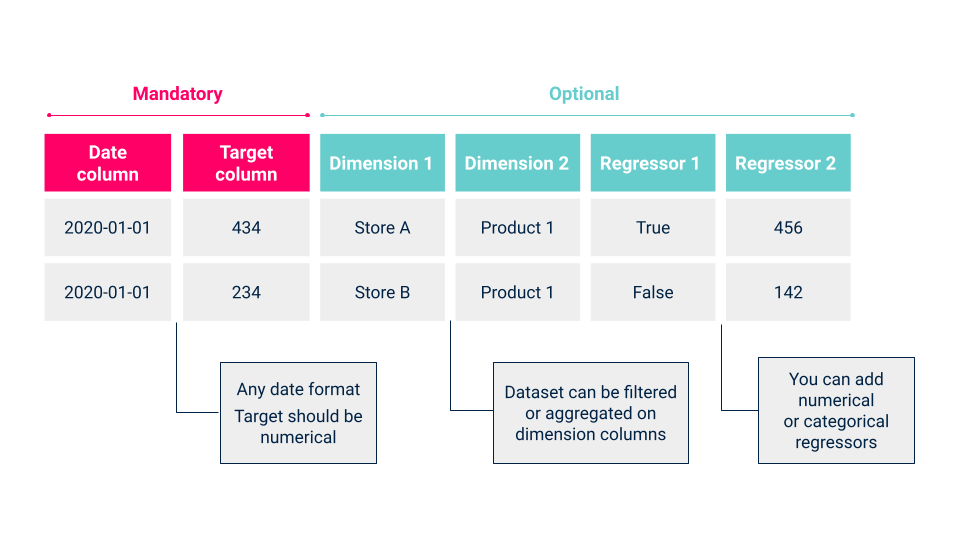 Mandatory
Optional
Date
column
Target
column
Dimension 1
Dimension 2
Regressor 1
Regressor 2
2020-01-01
434
Store A
Product 1
True
456
2020-01-01
234
Store B
Product 1
False
142
Any date format
Target should be
numerical
Dataset can be filtered
or aggregated on
dimension columns
You can add
numerical
or categorical
regressors